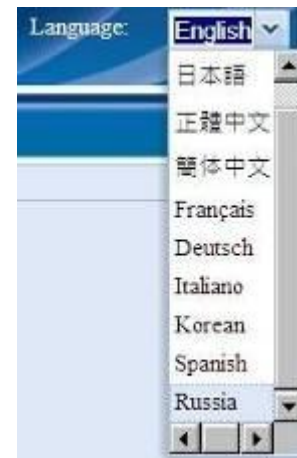 Language: English
日本語
正體中文
簡体中文
Français
Deutsch
Italiano
Korean
Spanish
Russia